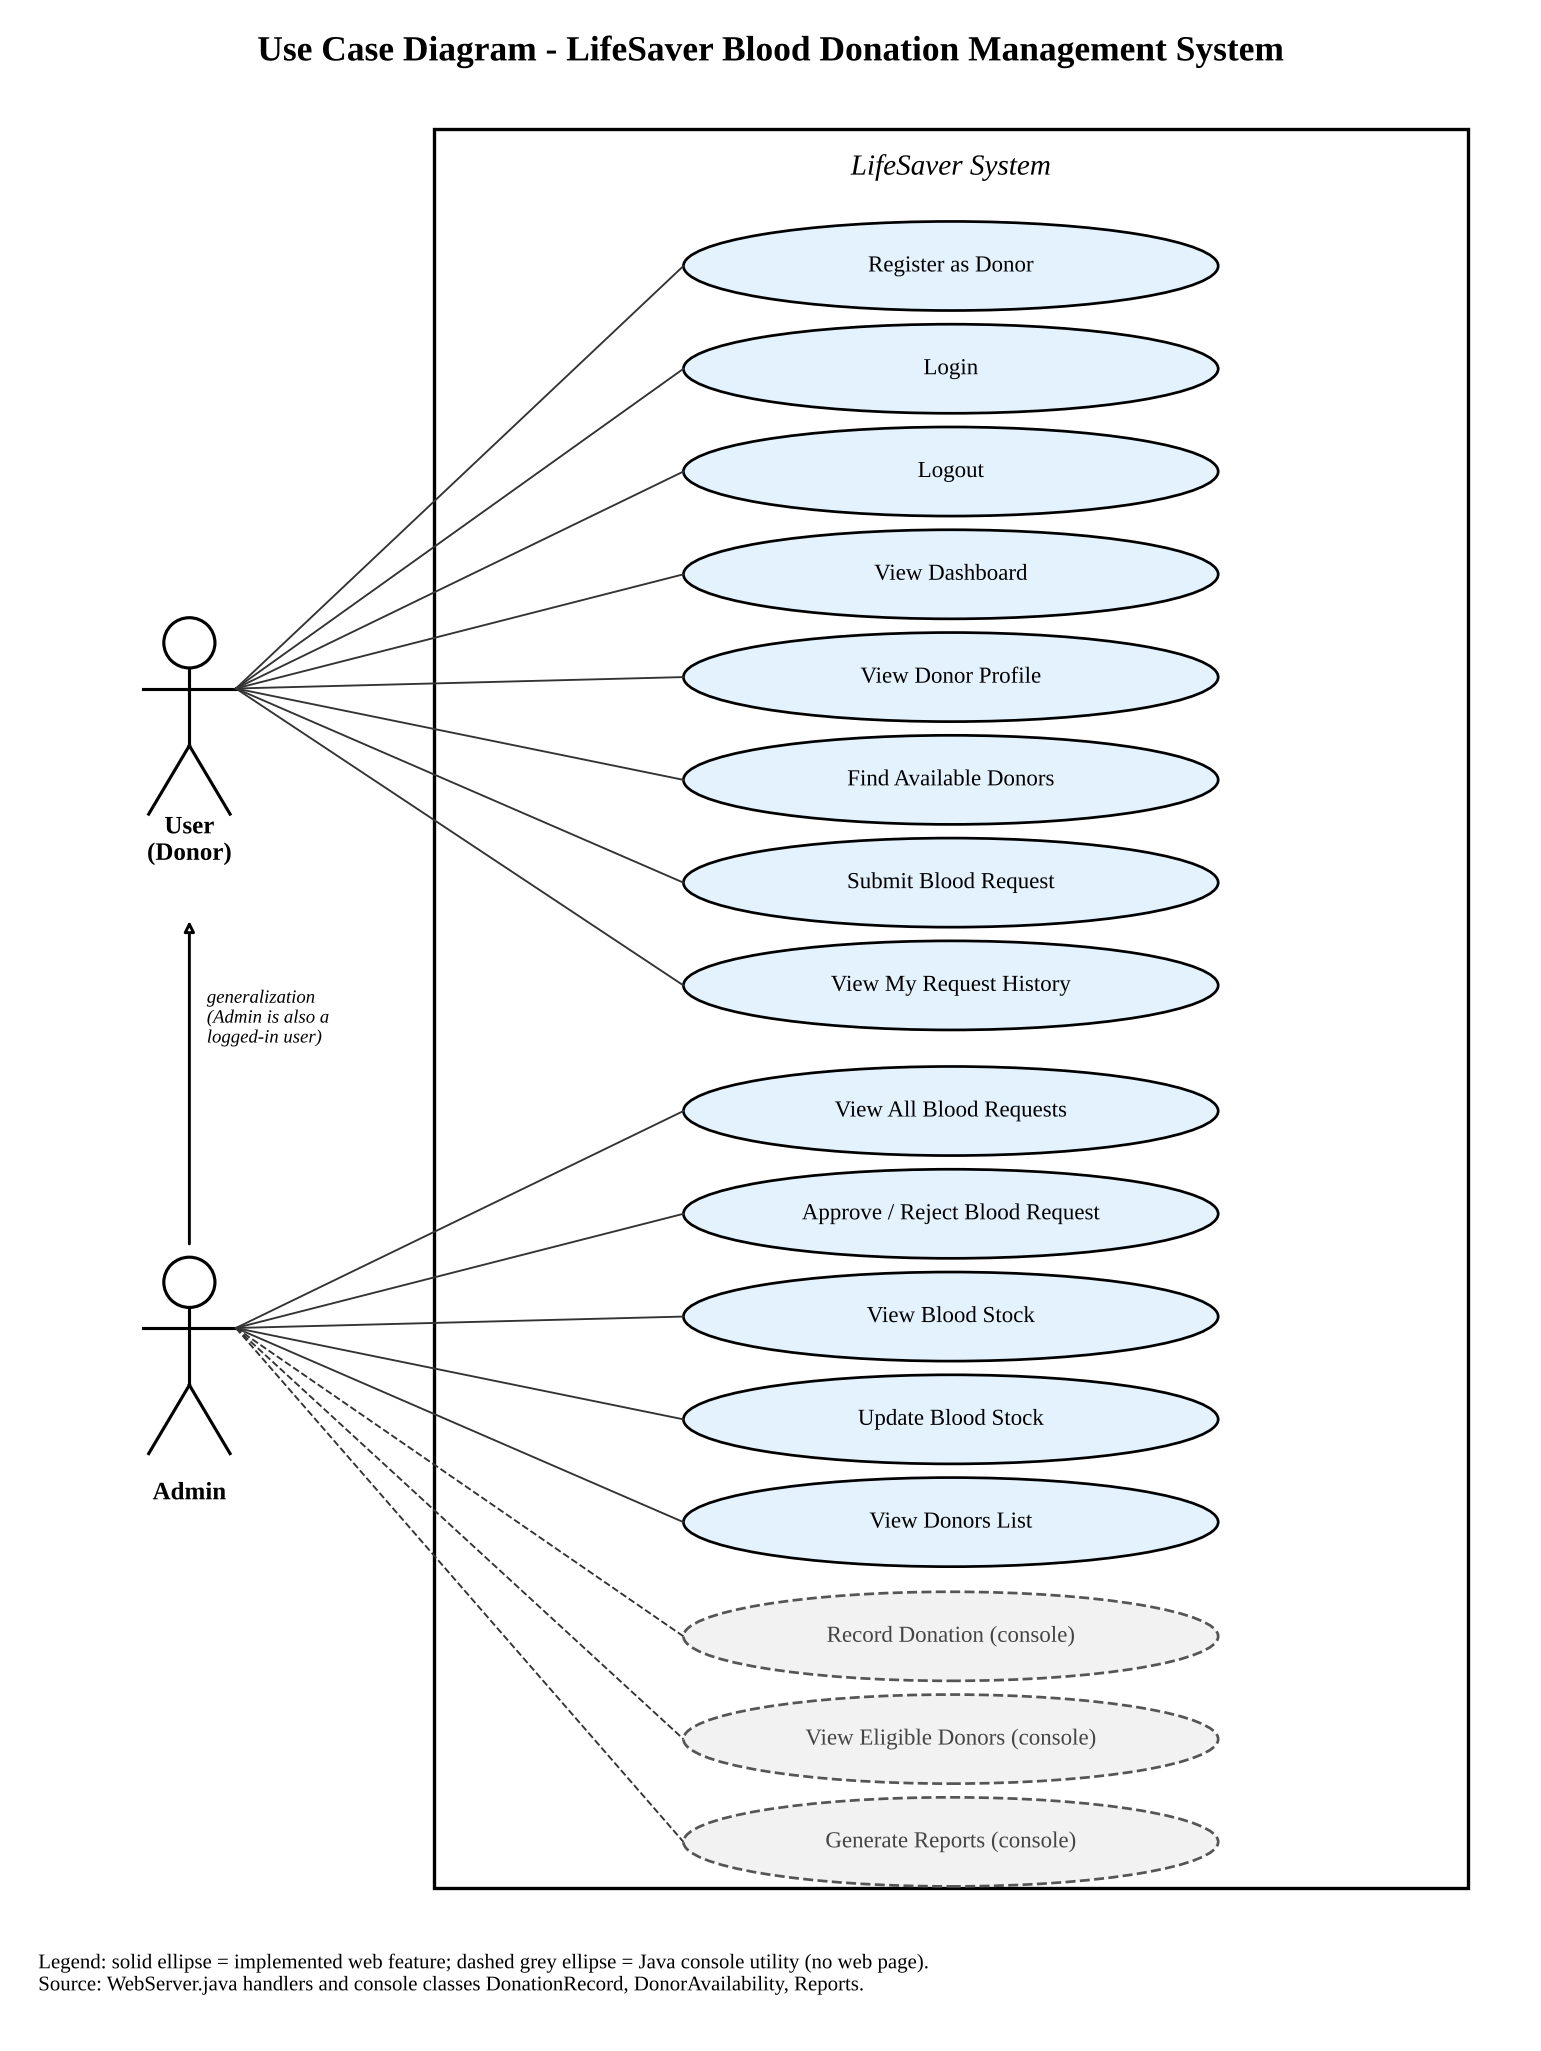 Use Case Diagram - LifeSaver Blood Donation Management System
LifeSaver System
Register as Donor
Login
Logout
View Dashboard
View Donor Profile
Find Available Donors
Submit Blood Request
View My Request History
User
(Donor)
generalization
(Admin is also a
logged-in user)
View All Blood Requests
Approve / Reject Blood Request
View Blood Stock
Update Blood Stock
View Donors List
Admin
Record Donation (console)
View Eligible Donors (console)
Generate Reports (console)
Legend: solid ellipse = implemented web feature; dashed grey ellipse = Java console utility (no web page).
Source: WebServer.java handlers and console classes DonationRecord, DonorAvailability, Reports.